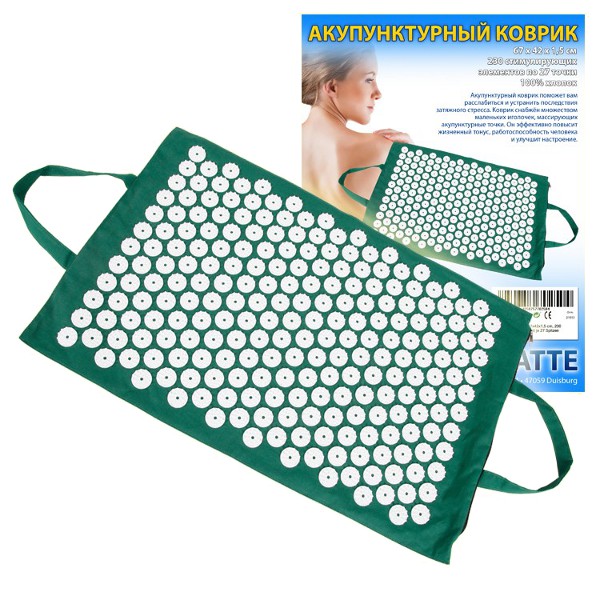 АКУПУНКТУРНЫЙ КОВРИК
67 x 42 x 1,5 см
230 стимулирующих
элементов по 27 точки
100% хлопок
Акупунктурный коврик поможет вам
расслабиться и устранить последствия
затяжного стресса. Коврик снабжён множеством
маленьких иголочек, массирующих
акупунктурные точки. Он эффективно повысит
жизненный тонус, работоспособность человека
и улучшит настроение.
CE
ATTE
47059 Duisburg